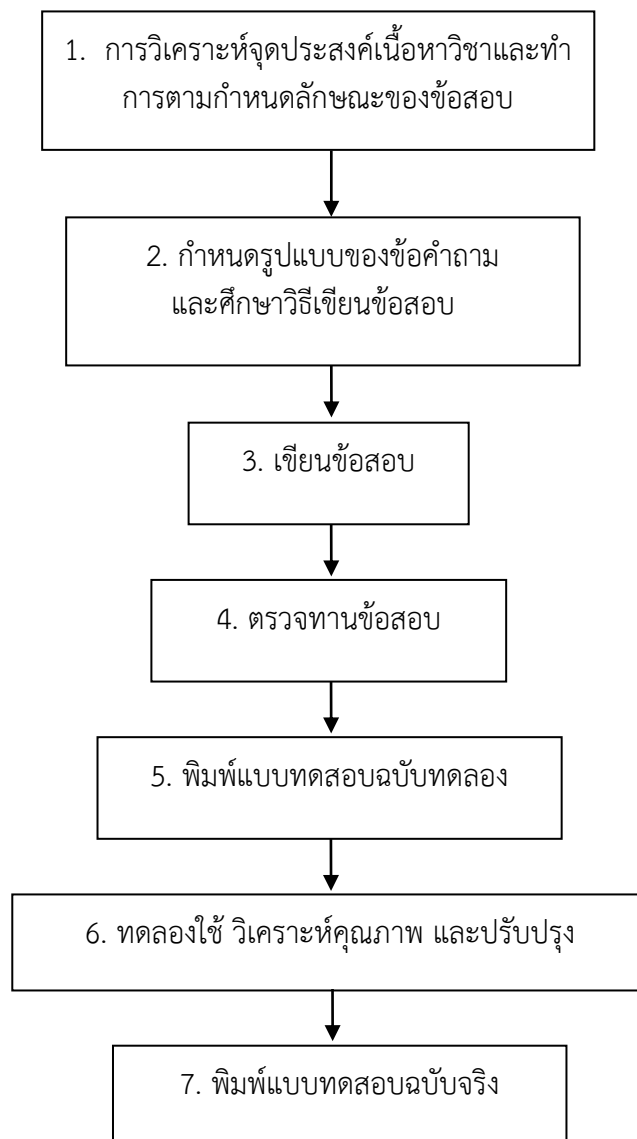 1. การวิเคราะห์จุดประสงค์เนื้อหาวิชาและทำ
การตามกำหนดลักษณะของข้อสอบ
2. กำหนดรูปแบบของข้อคำถาม
และศึกษาวิธีเขียนข้อสอบ
3. เขียนข้อสอบ
4. ตรวจทานข้อสอบ
5. พิมพ์แบบทดสอบฉบับทดลอง
6. ทดลองใช้ วิเคราะห์คุณภาพ และปรับปรุง
7. พิมพ์แบบทดสอบฉบับจริง